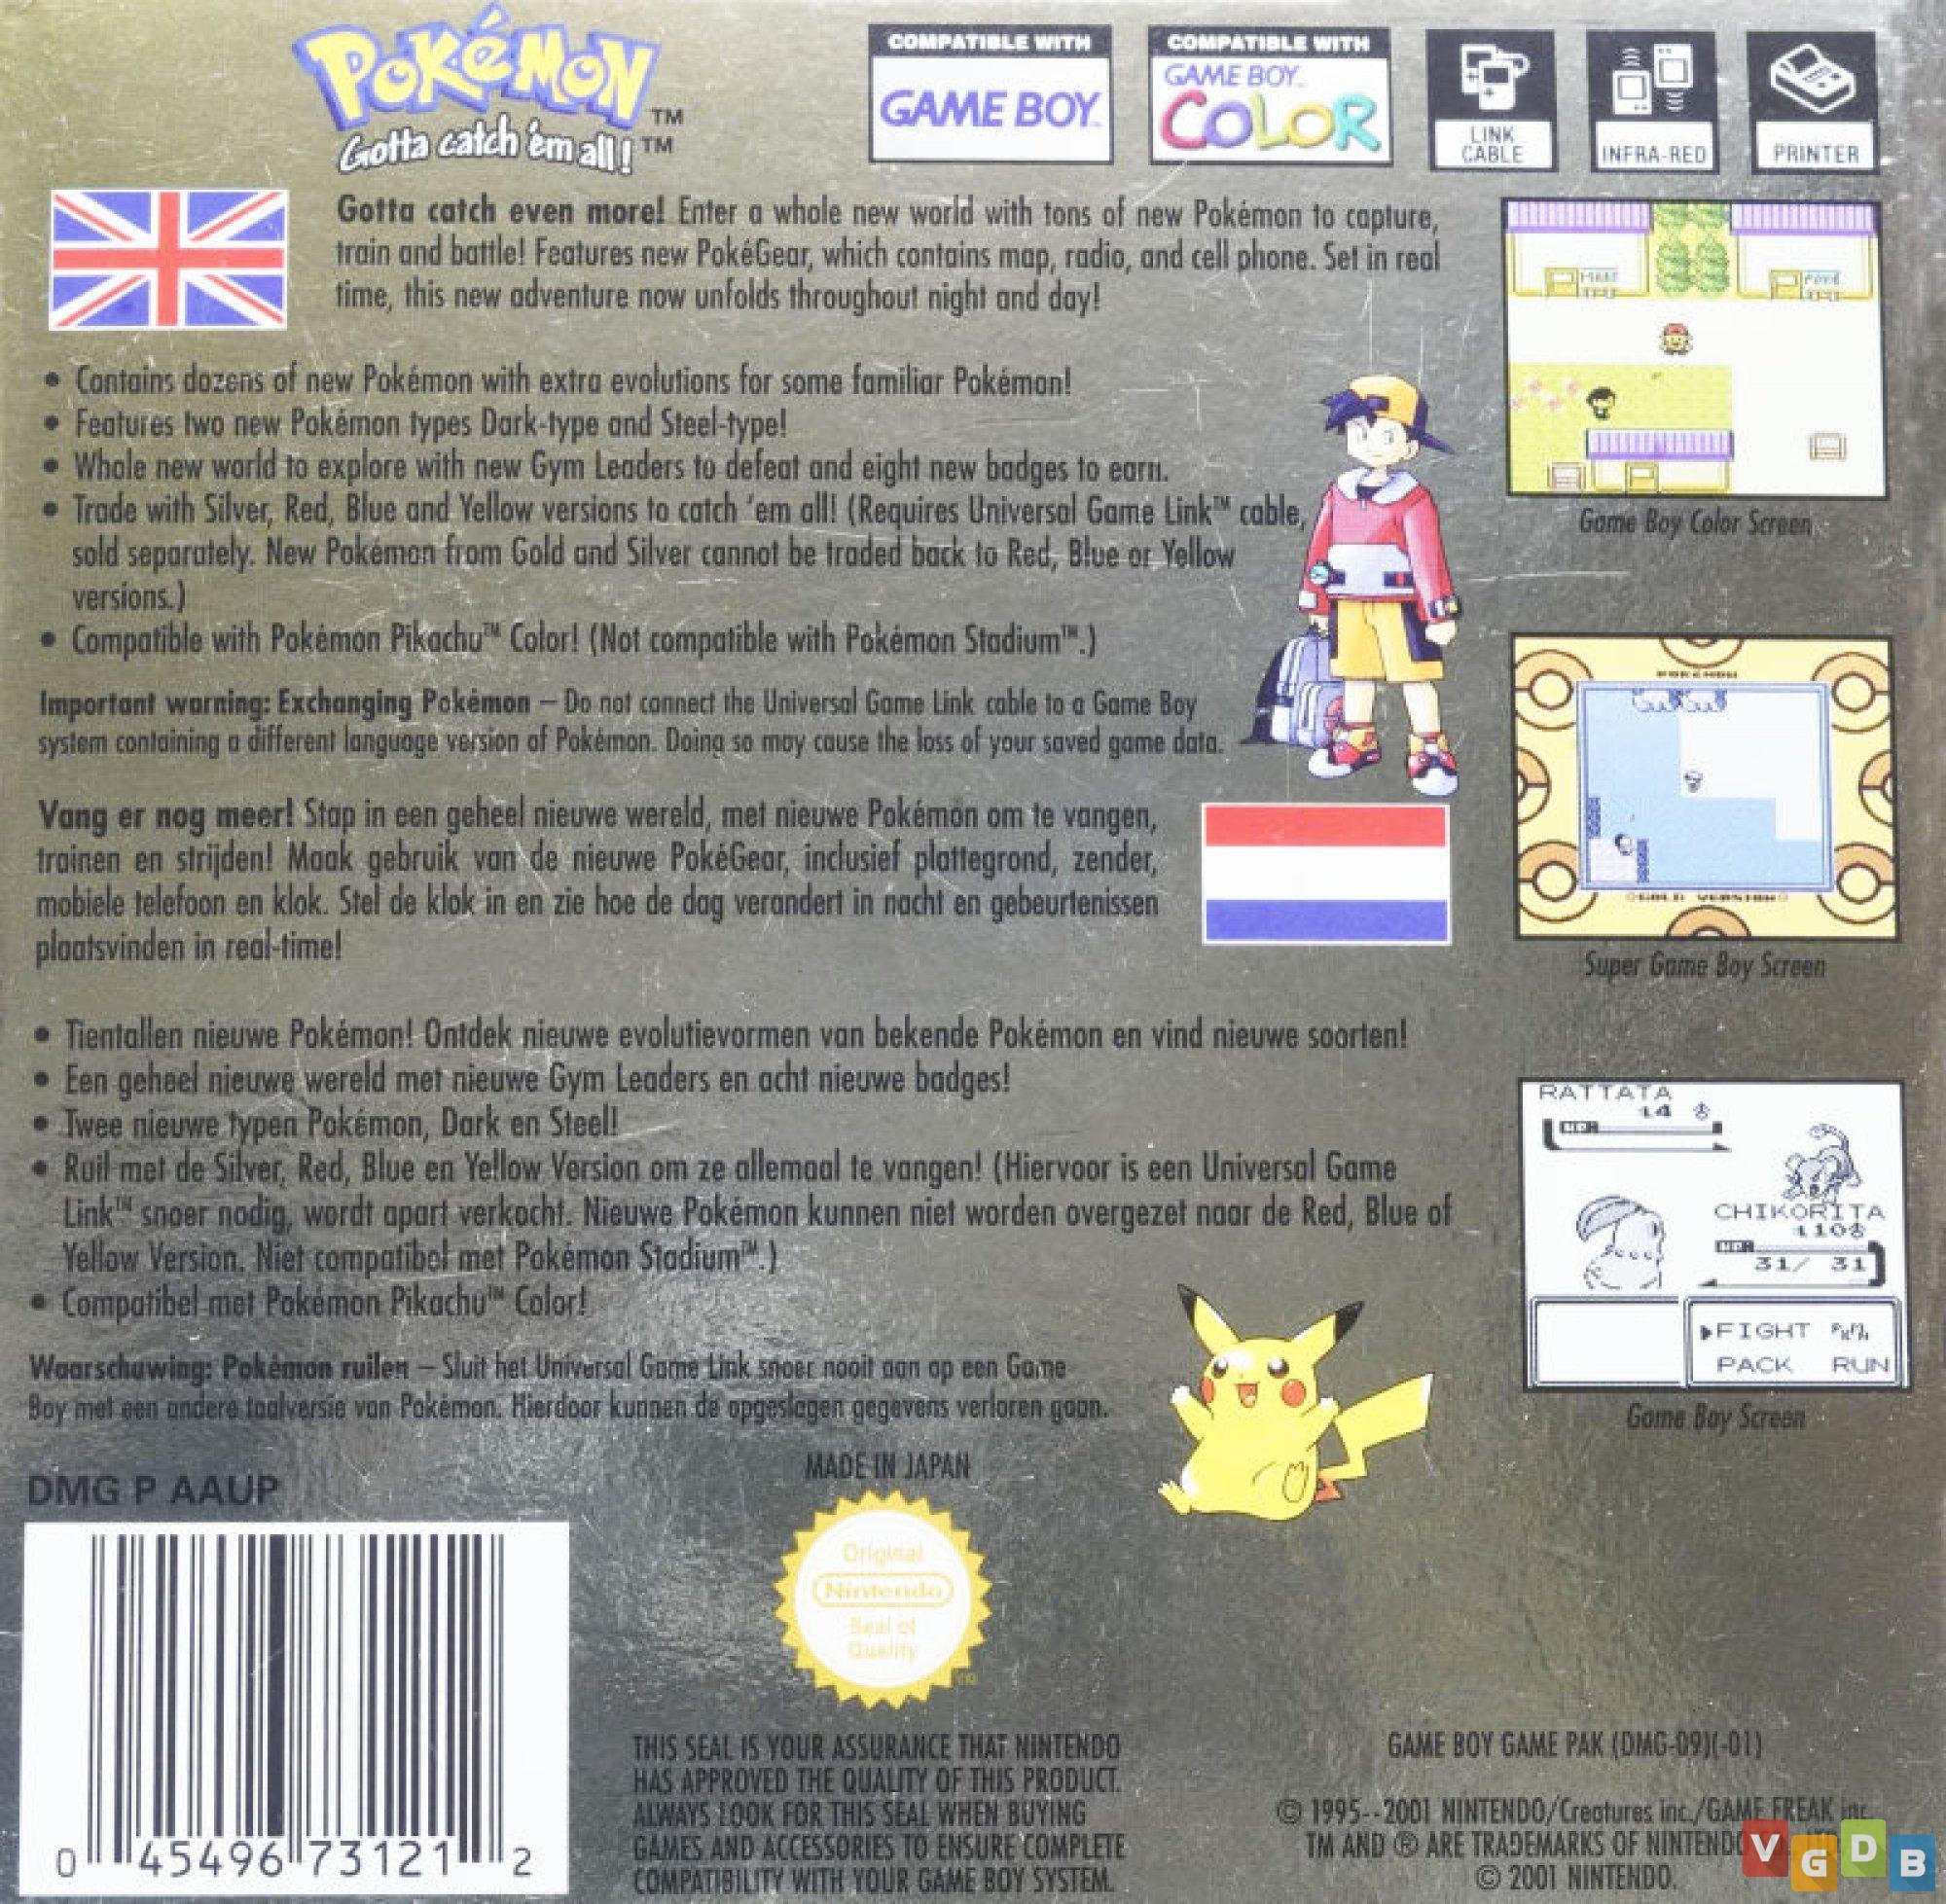 POKéMON™
Gotta catch 'em all!™
COMPATIBLE WITH
GAME BOY™
COMPATIBLE WITH
GAME BOY™
COLOR
LINK
CABLE
INFRA-RED
PRINTER
Gotta catch even more! Enter a whole new world with tons of new Pokémon to capture,
train and battle! Features new PokéGear, which contains map, radio, and cell phone. Set in real
time, this new adventure now unfolds throughout night and day!
• Contains dozens of new Pokémon with extra evolutions for some familiar Pokémon!
• Features two new Pokémon types Dark-type and Steel-type!
• Whole new world to explore with new Gym Leaders to defeat and eight new badges to earn.
• Trade with Silver, Red, Blue and Yellow versions to catch 'em all! (Requires Universal Game Link™ cable,
sold separately. New Pokémon from Gold and Silver cannot be traded back to Red, Blue or Yellow
versions.)
• Compatible with Pokémon Pikachu™ Color! (Not compatible with Pokémon Stadium™.)
Important warning: Exchanging Pokémon – Do not connect the Universal Game Link cable to a Game Boy
system containing a different language version of Pokémon. Doing so may cause the loss of your saved game data.
MART
POKé
Game Boy Color Screen
POKéMON
GOLD VERSION
Super Game Boy Screen
Vang er nog meer! Stap in een geheel nieuwe wereld, met nieuwe Pokémon om te vangen,
trainen en strijden! Maak gebruik van de nieuwe PokéGear, inclusief plattegrond, zender,
mobiele telefoon en klok. Stel de klok in en zie hoe de dag verandert in nacht en gebeurtenissen
plaatsvinden in real-time!
• Tientallen nieuwe Pokémon! Ontdek nieuwe evolutievormen van bekende Pokémon en vind nieuwe soorten!
• Een geheel nieuwe wereld met nieuwe Gym Leaders en acht nieuwe badges!
• Twee nieuwe typen Pokémon, Dark en Steel!
• Ruil met de Silver, Red, Blue en Yellow Version om ze allemaal te vangen! (Hiervoor is een Universal Game
Link™ snoer nodig, wordt apart verkocht. Nieuwe Pokémon kunnen niet worden overgezet naar de Red, Blue of
Yellow Version. Niet compatibel met Pokémon Stadium™.)
• Compatibel met Pokémon Pikachu™ Color!
Waarschuwing: Pokémon ruilen – Sluit het Universal Game Link snoer nooit aan op een Game
Boy met een andere taalversie van Pokémon. Hierdoor kunnen de opgeslagen gegevens verloren gaan.
RATTATA
:L4 ♂
HP:
CHIKORITA
:L10♂
HP:
31/ 31
▶FIGHT PKMN
PACK RUN
Game Boy Screen
DMG P AAUP
MADE IN JAPAN
Original
Nintendo
Seal of
Quality
0 45496 73121 2
THIS SEAL IS YOUR ASSURANCE THAT NINTENDO
HAS APPROVED THE QUALITY OF THIS PRODUCT.
ALWAYS LOOK FOR THIS SEAL WHEN BUYING
GAMES AND ACCESSORIES TO ENSURE COMPLETE
COMPATIBILITY WITH YOUR GAME BOY SYSTEM.
GAME BOY GAME PAK (DMG-09)(-01)
© 1995--2001 NINTENDO/Creatures inc./GAME FREAK inc.
TM AND ® ARE TRADEMARKS OF NINTENDO
© 2001 NINTENDO.
VGDB